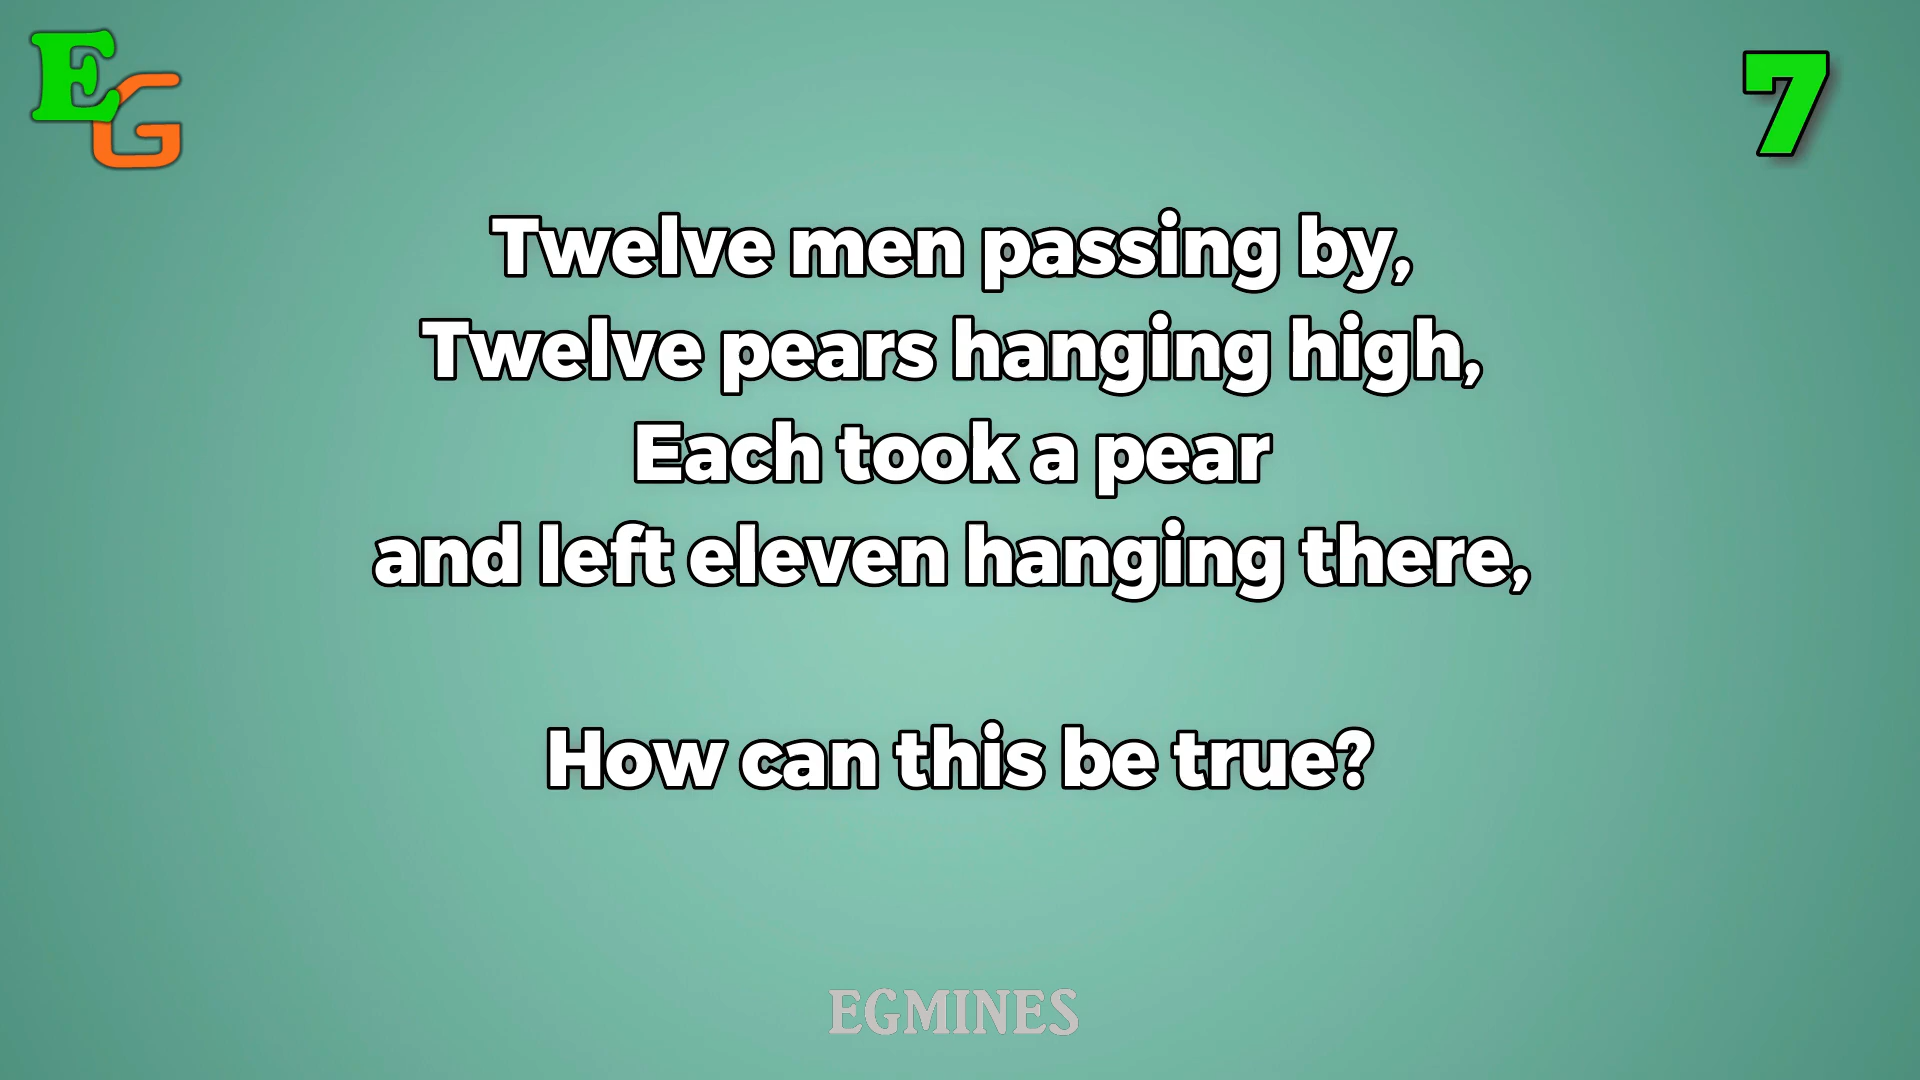 EG
7
Twelve men passing by,
Twelve pears hanging high,
Each took a pear
and left eleven hanging there,
How can this be true?
EGMINES